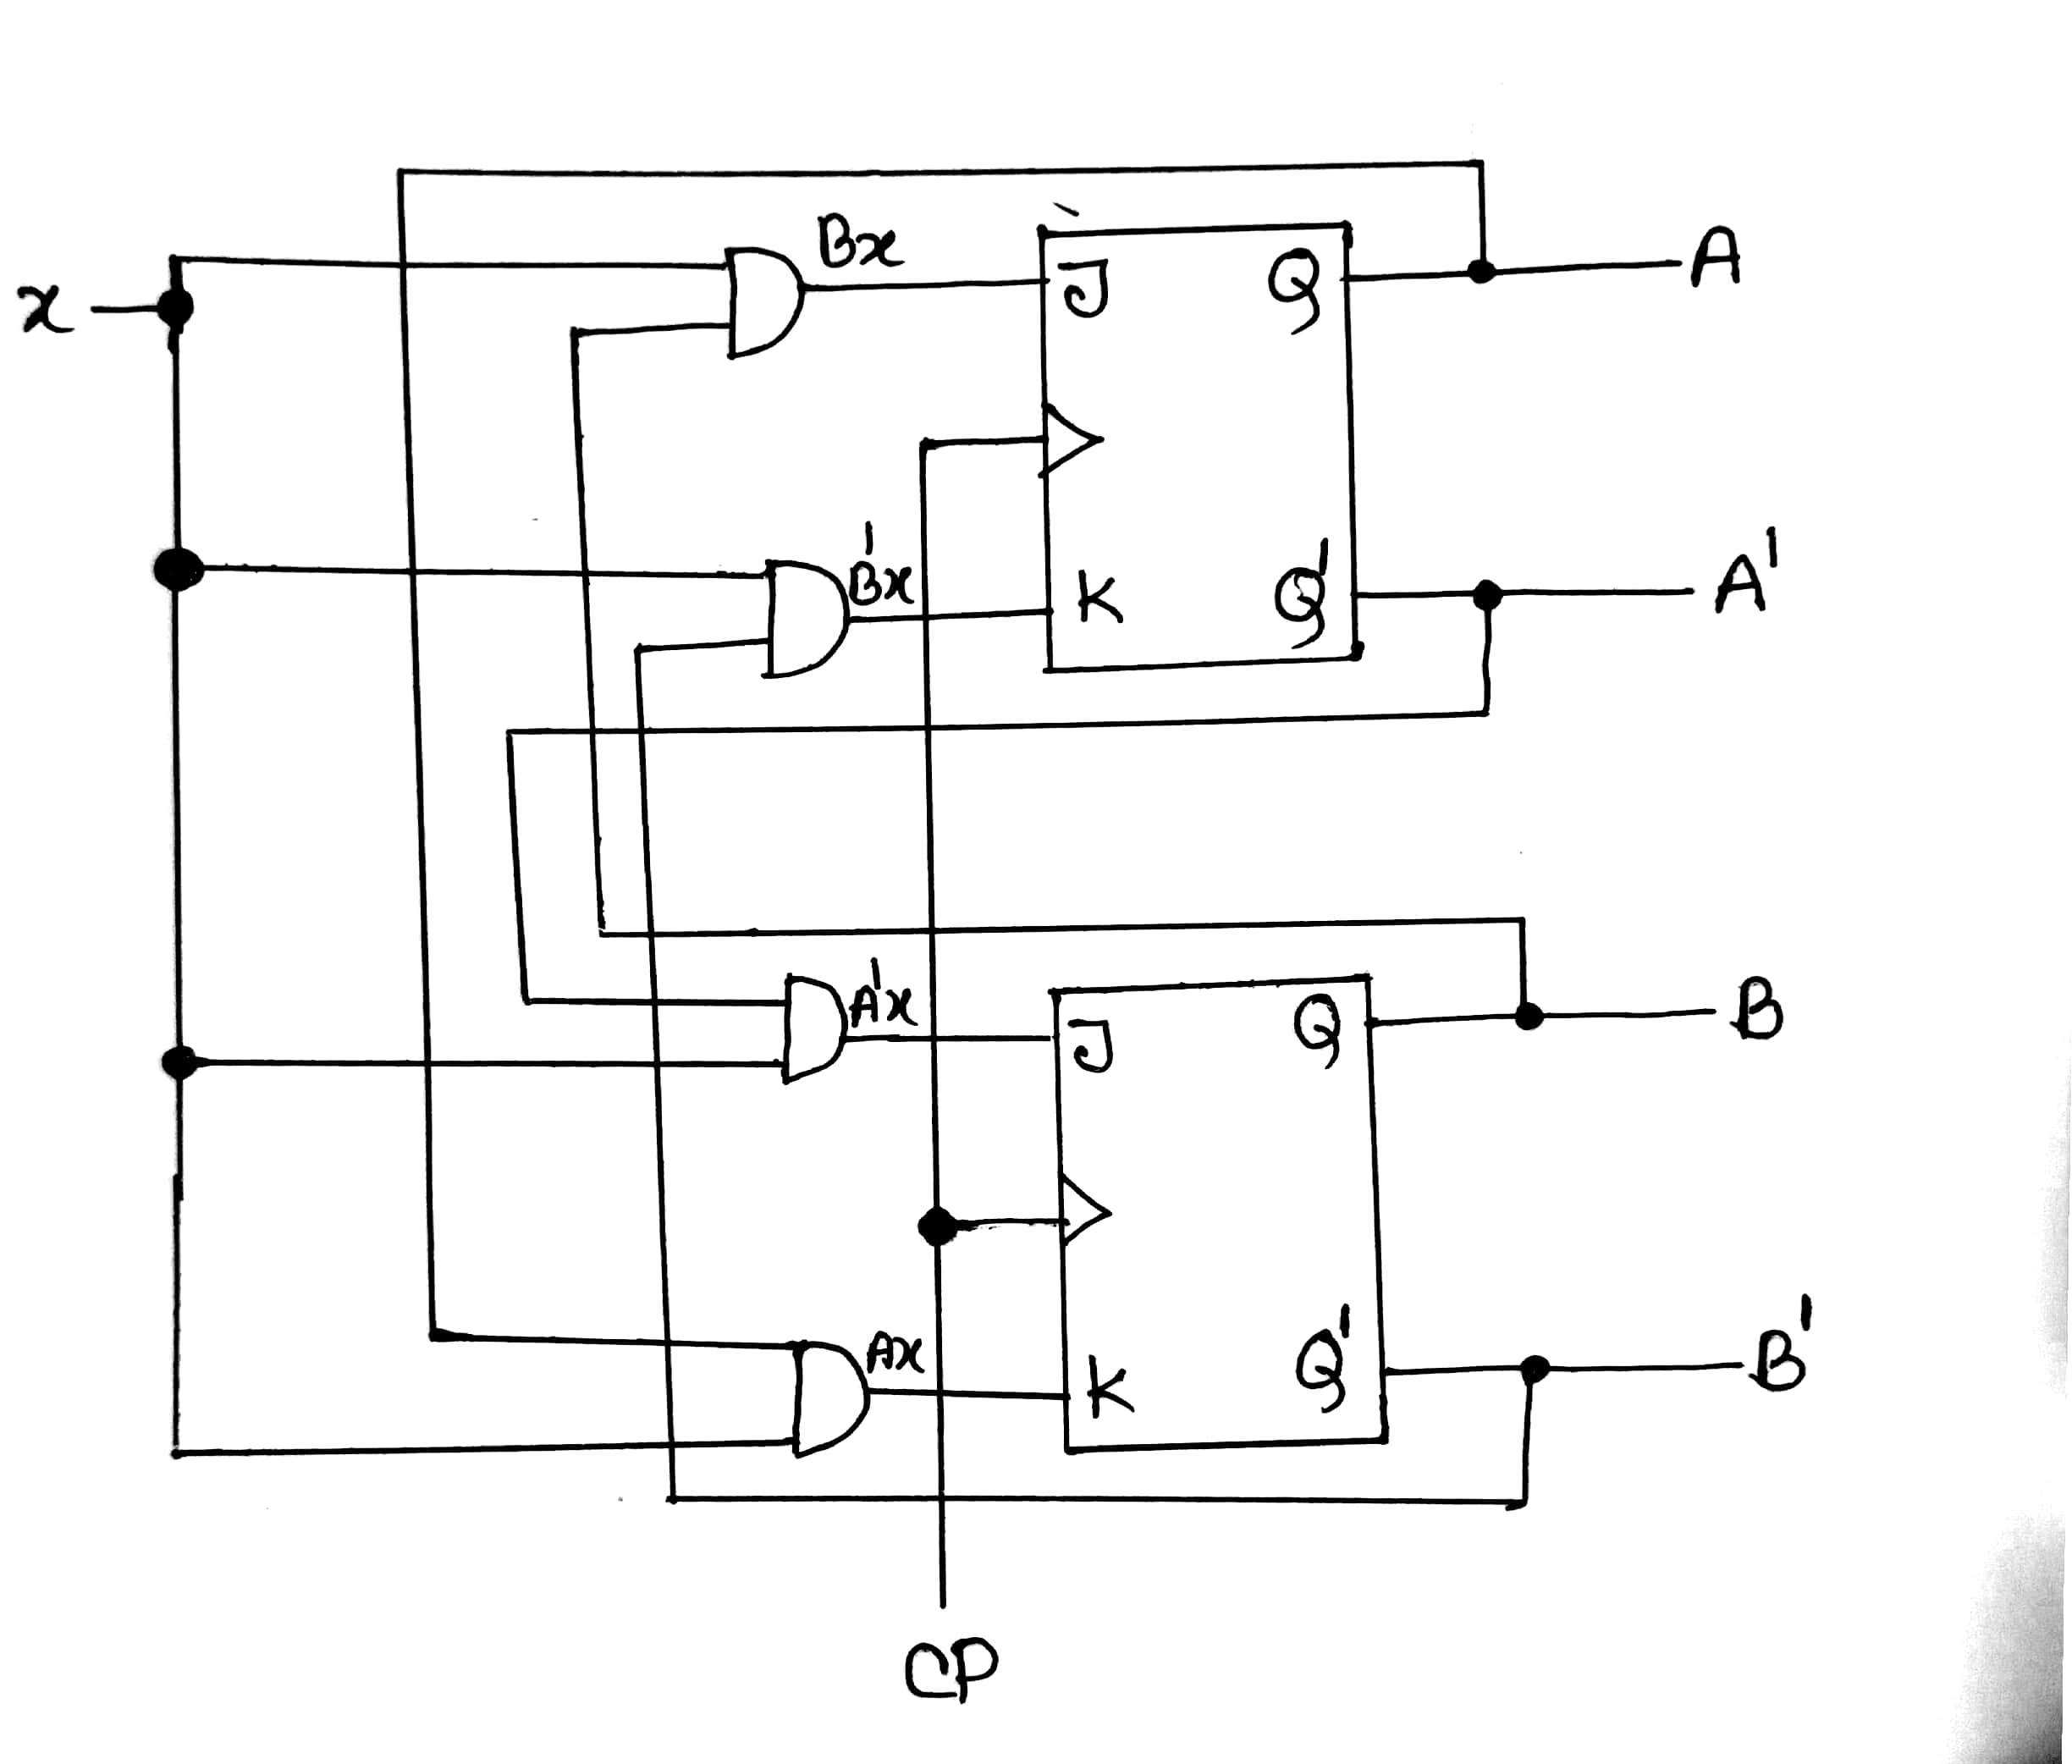 Bx
J Q A
x
B'x
K Q' A'
A'x
J Q B
Ax
K Q' B'
CP